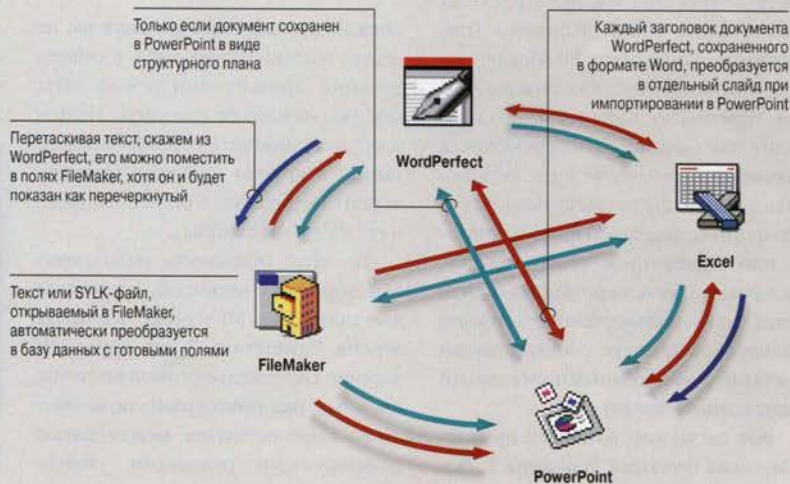 Только если документ сохранен
в PowerPoint в виде
структурного плана
Каждый заголовок документа
WordPerfect, сохраненного
в формате Word, преобразуется
в отдельный слайд при
импортировании в PowerPoint
Перетаскивая текст, скажем из
WordPerfect, его можно поместить
в полях FileMaker, хотя он и будет
показан как перечеркнутый
WordPerfect
Excel
Текст или SYLK-файл,
открываемый в FileMaker,
автоматически преобразуется
в базу данных с готовыми полями
FileMaker
PowerPoint